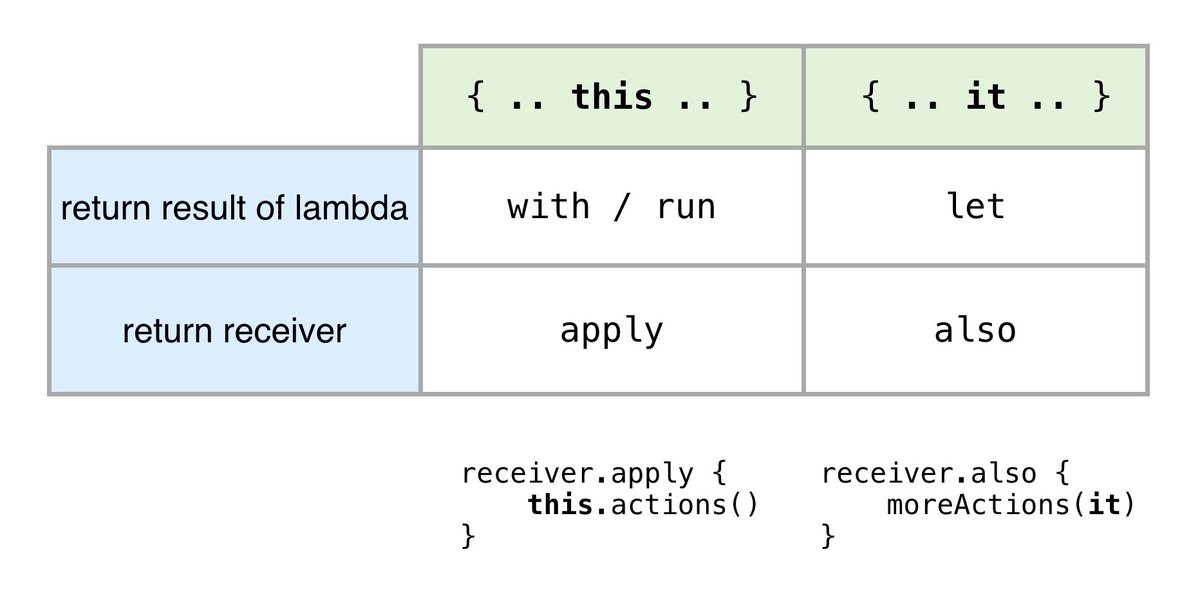 { .. this .. } { .. it .. }
return result of lambda with / run let
return receiver apply also
receiver.apply {
    this.actions()
}
receiver.also {
    moreActions(it)
}